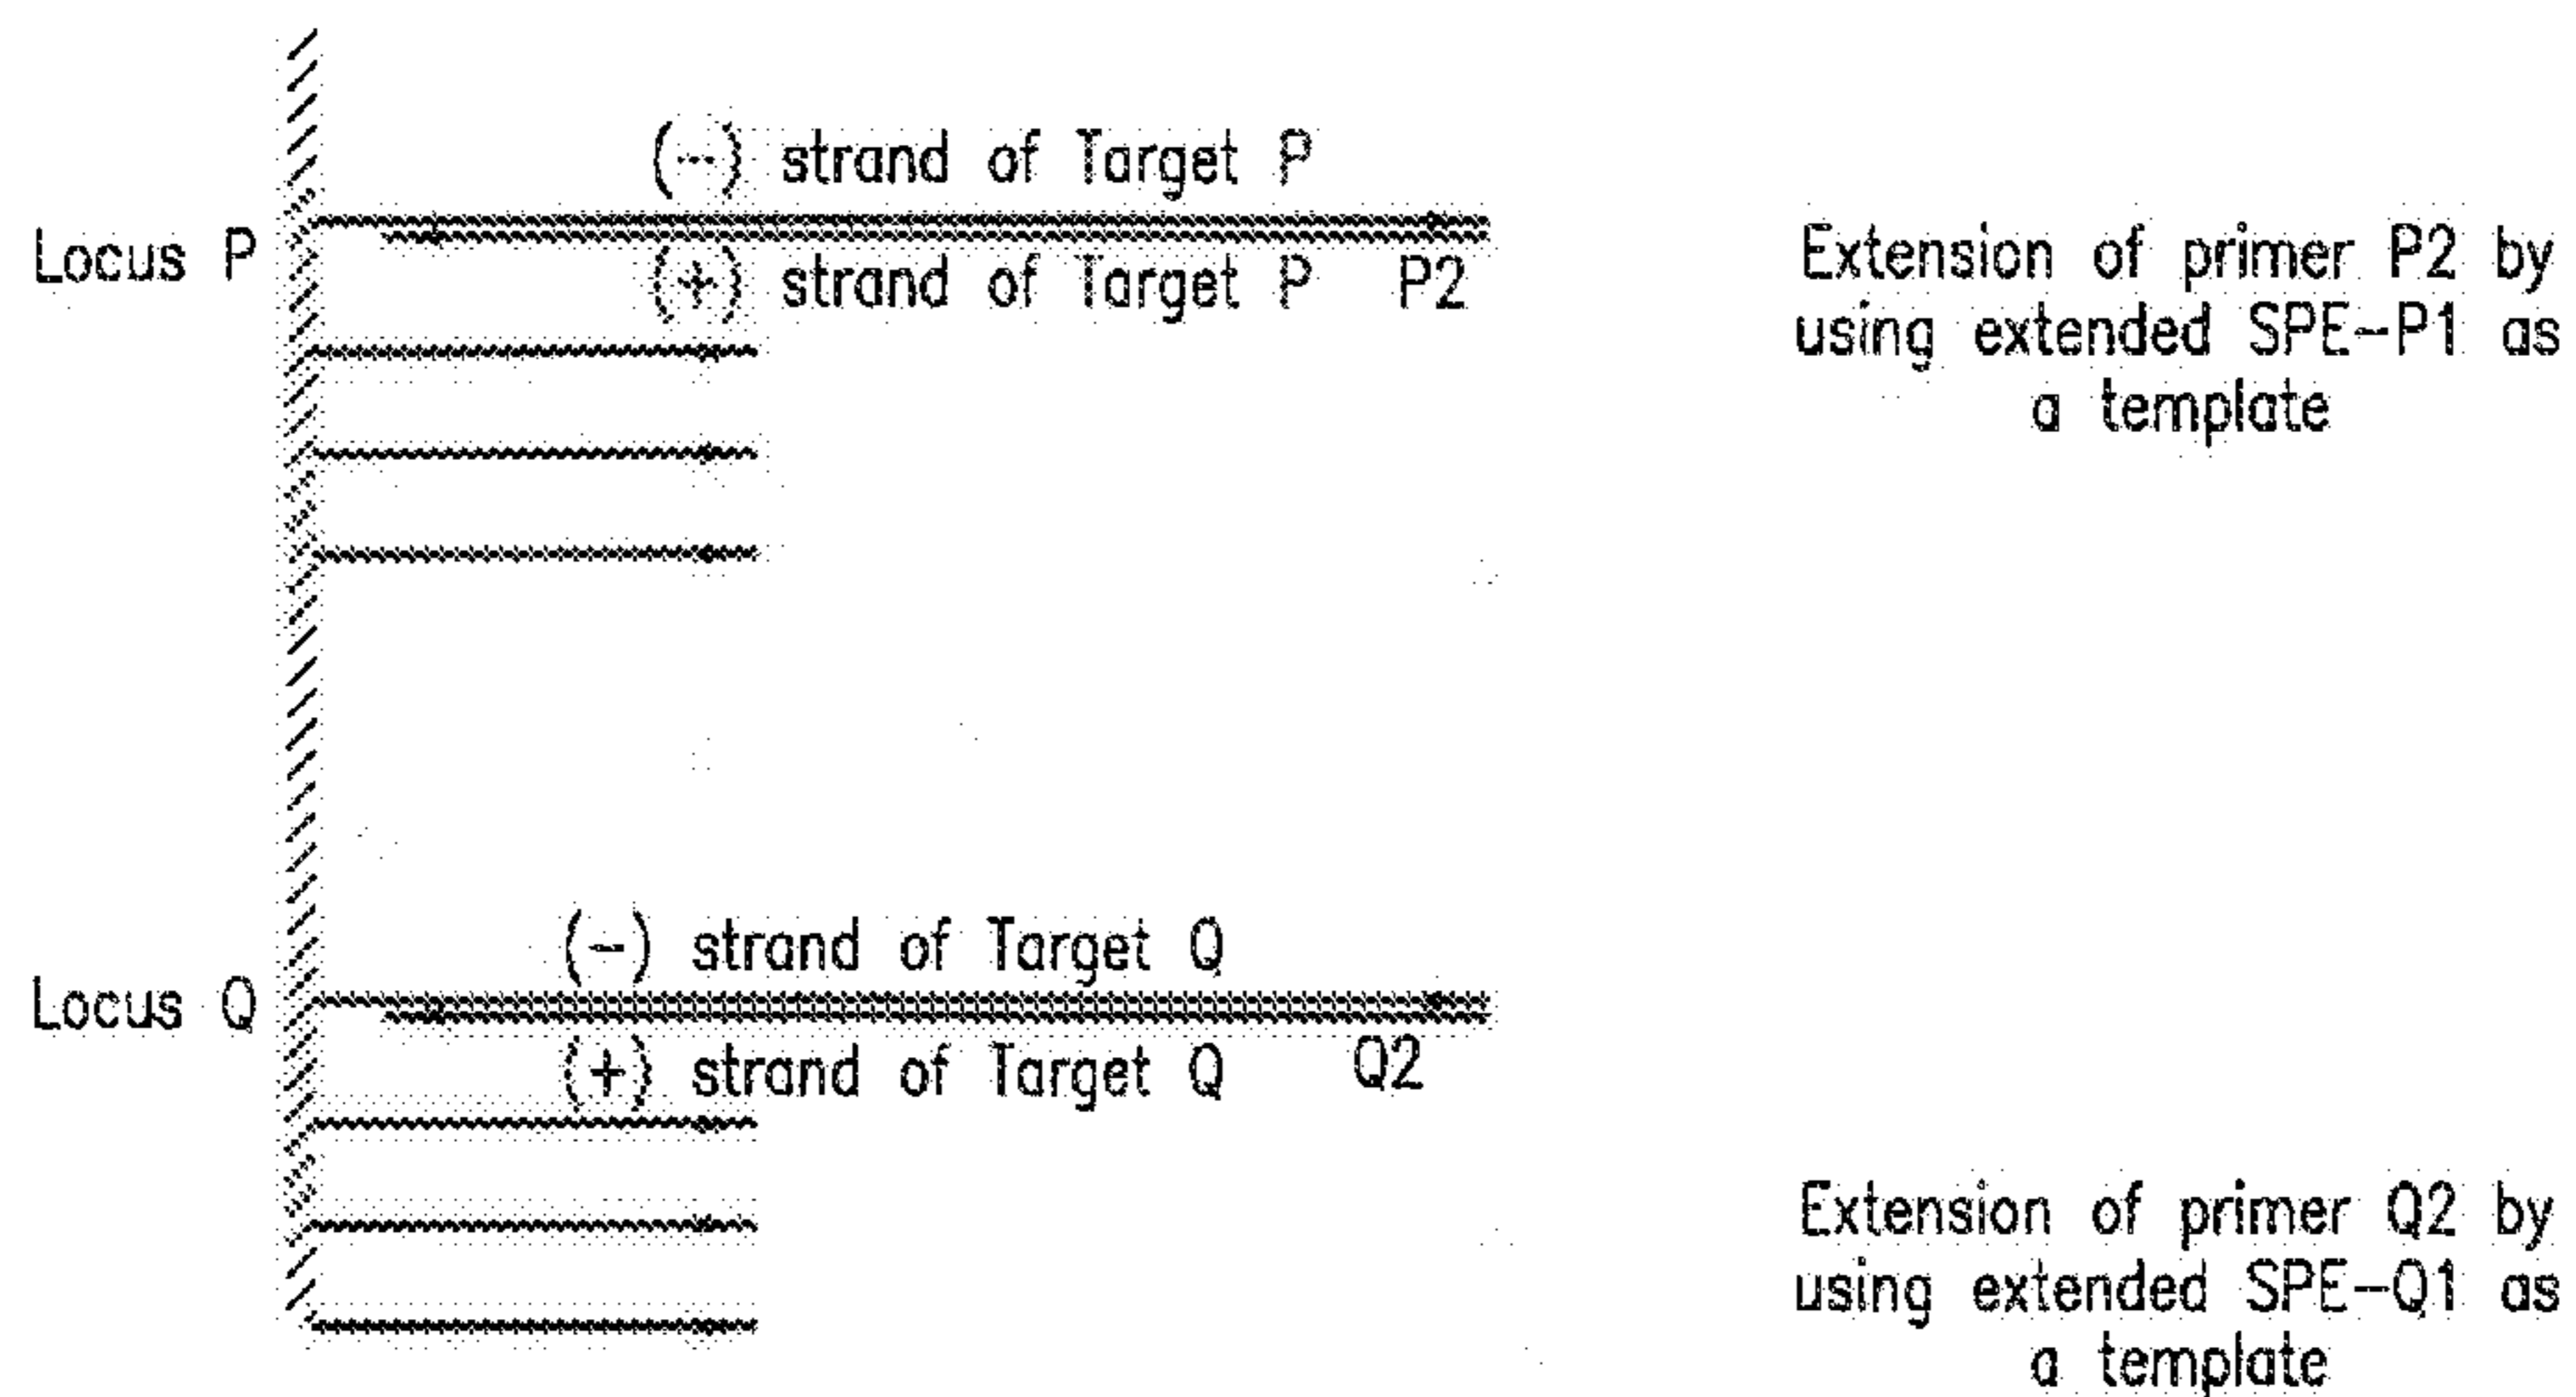 (-) strand of Target P
Locus P
(+) strand of Target P P2
Extension of primer P2 by
using extended SPE-P1 as
a template
(-) strand of Target Q
Locus Q
(+) strand of Target Q Q2
Extension of primer Q2 by
using extended SPE-Q1 as
a template